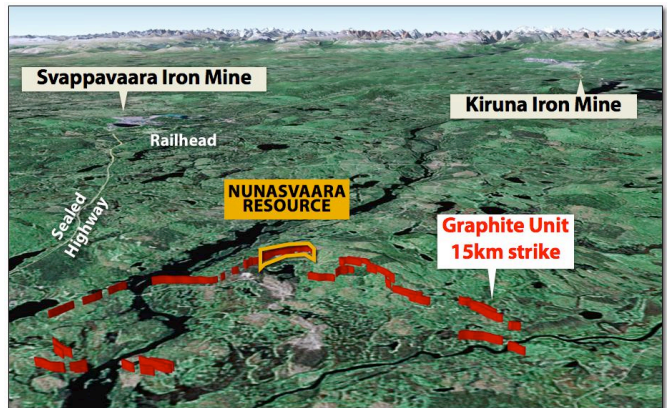 Svappavaara Iron Mine
Kiruna Iron Mine
Railhead
NUNASVAARA
RESOURCE
Sealed
Highway
Graphite Unit
15km strike